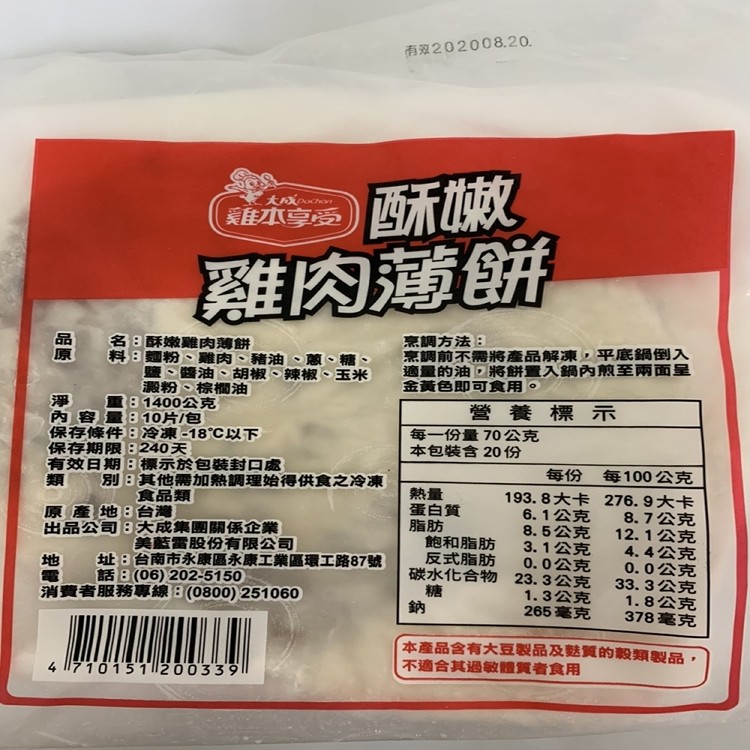 有效202008.20.
大成DaChan
雞本享受
酥嫩
雞肉薄餅
品名：酥嫩雞肉薄餅
原料：麵粉、雞肉、豬油、蔥、糖、
鹽、醬油、胡椒、辣椒、玉米
澱粉、棕櫚油
淨重：1400公克
內容量：10片/包
保存條件：冷凍-18℃以下
保存期限：240天
有效日期：標示於包裝封口處
類別：其他需加熱調理始得供食之冷凍
食品類
原產地：台灣
出品公司：大成集團關係企業
美藍雷股份有限公司
地址：台南市永康區永康工業區環工路87號
電話：(06) 202-5150
消費者服務專線：(0800) 251060
4 710151 200339
烹調方法：
烹調前不需將產品解凍，平底鍋倒入
適量的油，將餅置入鍋內煎至兩面呈
金黃色即可食用。
營養標示
每一份量70公克
本包裝含20份
每份 每100公克
熱量 193.8大卡 276.9大卡
蛋白質 6.1公克 8.7公克
脂肪 8.5公克 12.1公克
飽和脂肪 3.1公克 4.4公克
反式脂肪 0.0公克 0.0公克
碳水化合物 23.3公克 33.3公克
糖 1.3公克 1.8公克
鈉 265毫克 378毫克
本產品含有大豆製品及麩質的穀類製品，
不適合其過敏體質者食用